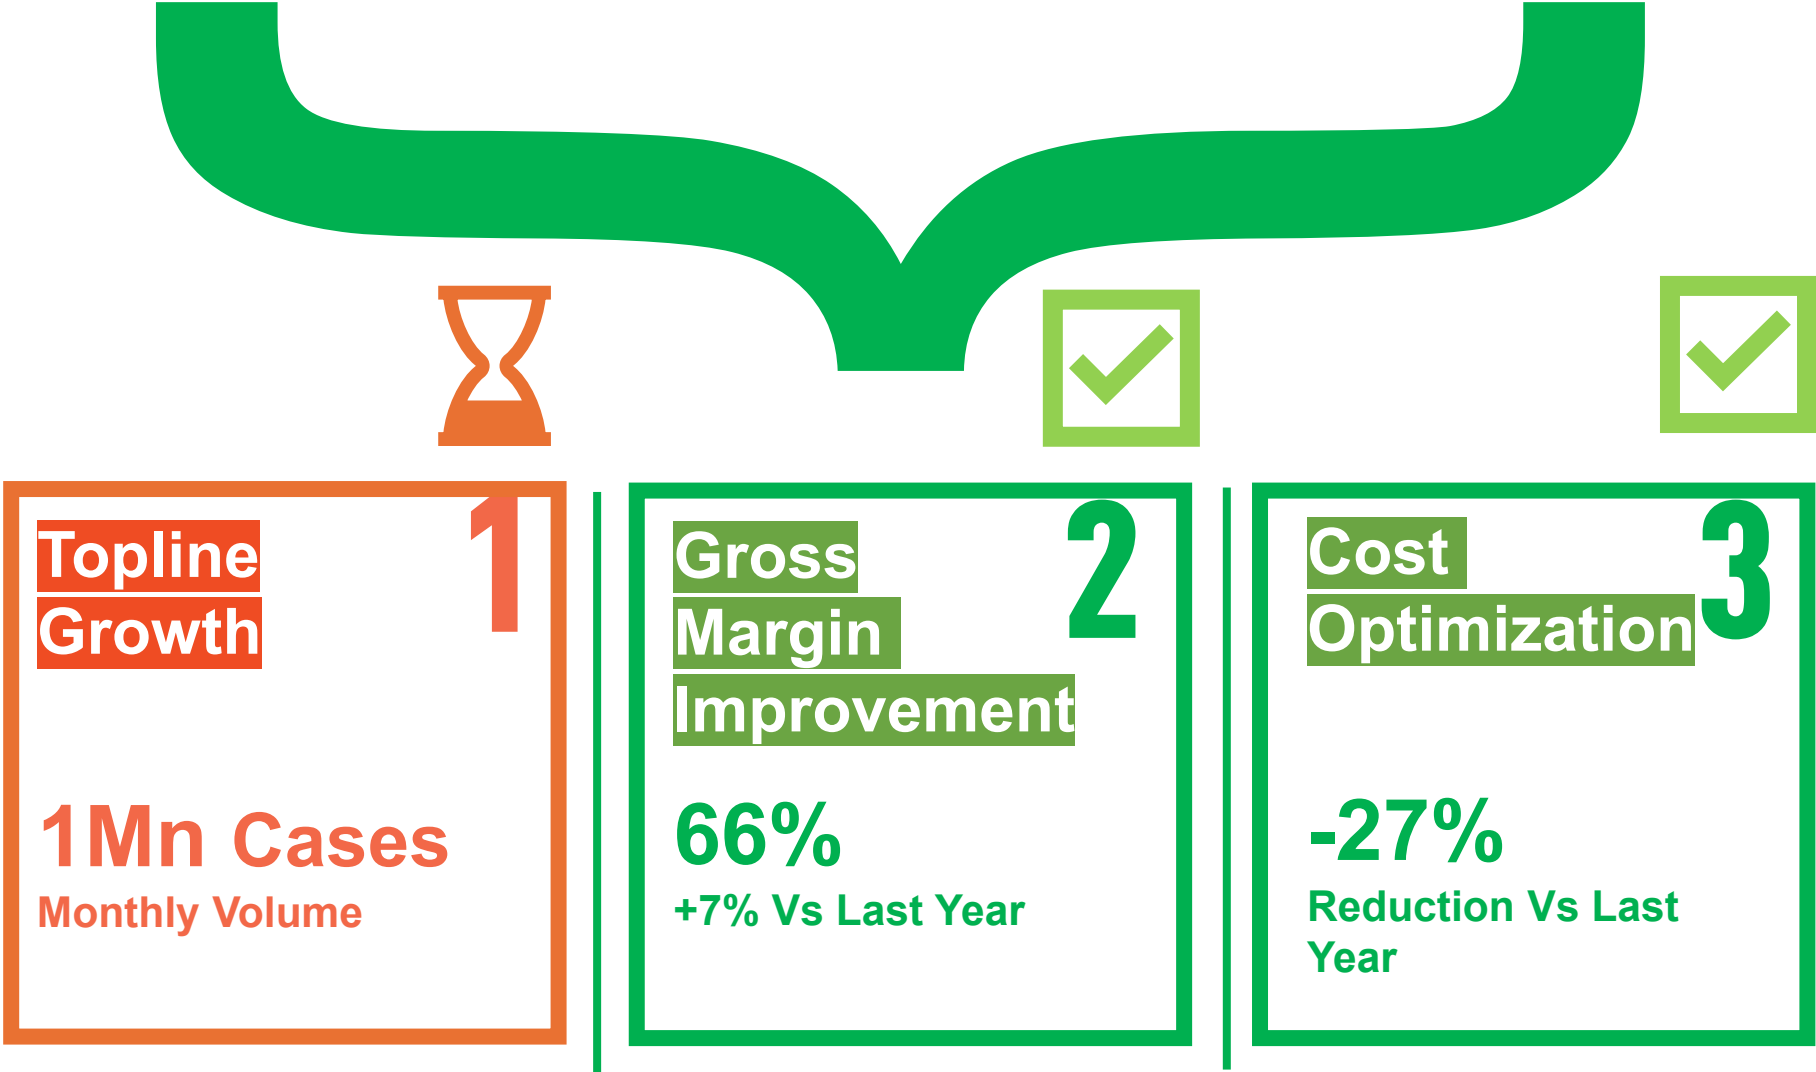 1
Topline
Growth
1Mn Cases
Monthly Volume
2
Gross
Margin
Improvement
66%
+7% Vs Last Year
3
Cost
Optimization
-27%
Reduction Vs Last
Year